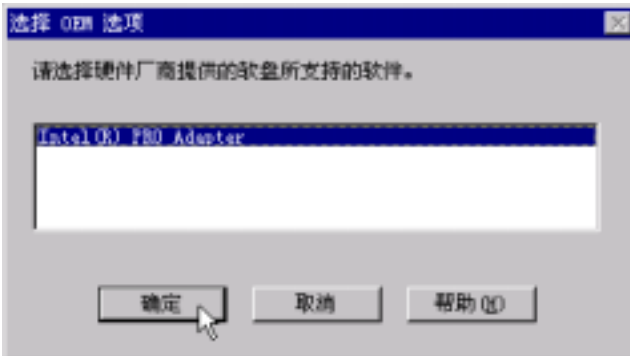 选择 OEM 选项
请选择硬件厂商提供的软盘所支持的软件。
Intel(R) PRO Adapter
确定 取消 帮助(H)